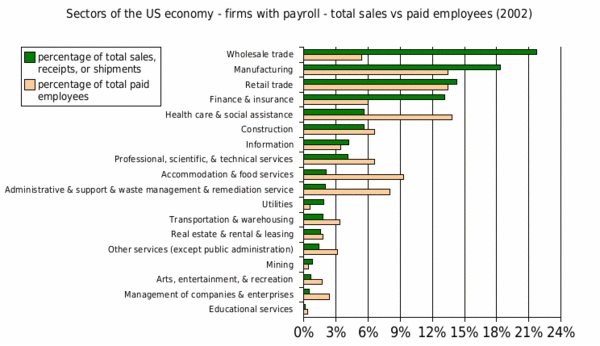 Sectors of the US economy - firms with payroll - total sales vs paid employees (2002)
percentage of total sales,
receipts, or shipments
percentage of total paid
employees
Wholesale trade
Manufacturing
Retail trade
Finance & insurance
Health care & social assistance
Construction
Information
Professional, scientific, & technical services
Accommodation & food services
Administrative & support & waste management & remediation service
Utilities
Transportation & warehousing
Real estate & rental & leasing
Other services (except public administration)
Mining
Arts, entertainment, & recreation
Management of companies & enterprises
Educational services
0% 3% 6% 9% 12% 15% 18% 21% 24%